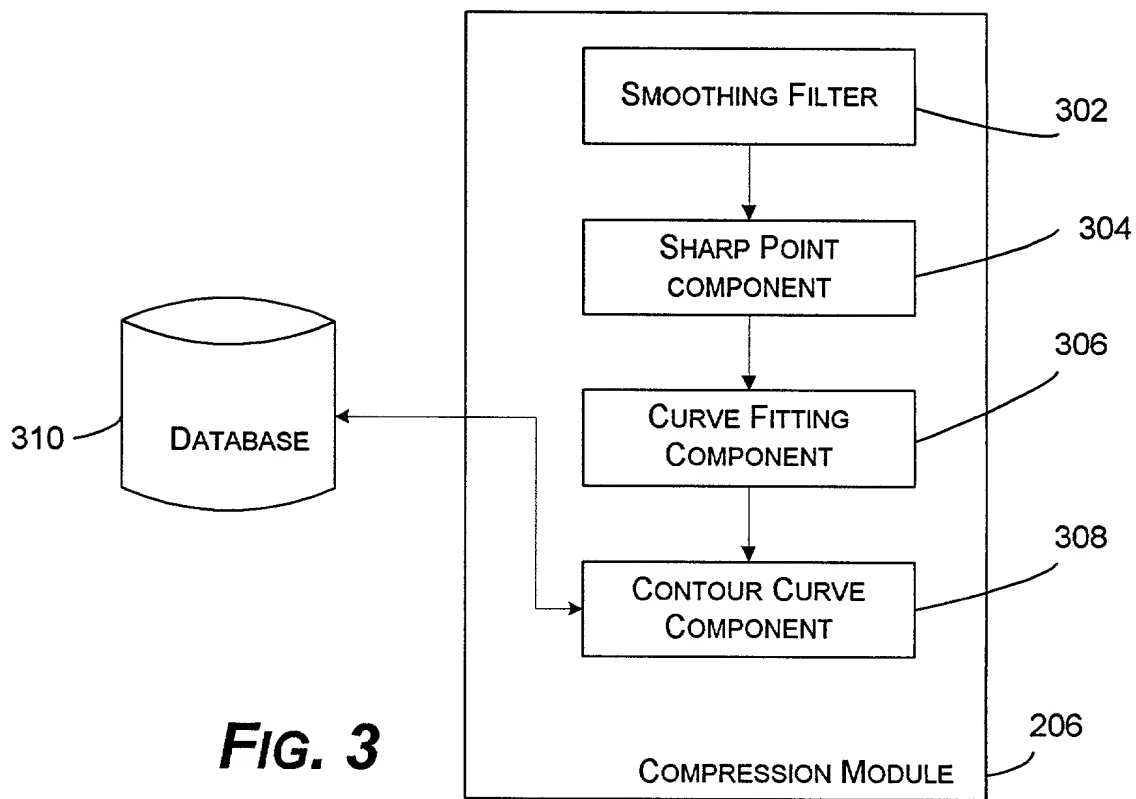 SMOOTHING FILTER
302
SHARP POINT
COMPONENT
304
CURVE FITTING
COMPONENT
306
310
DATABASE
CONTOUR CURVE
COMPONENT
308
FIG. 3
COMPRESSION MODULE
206